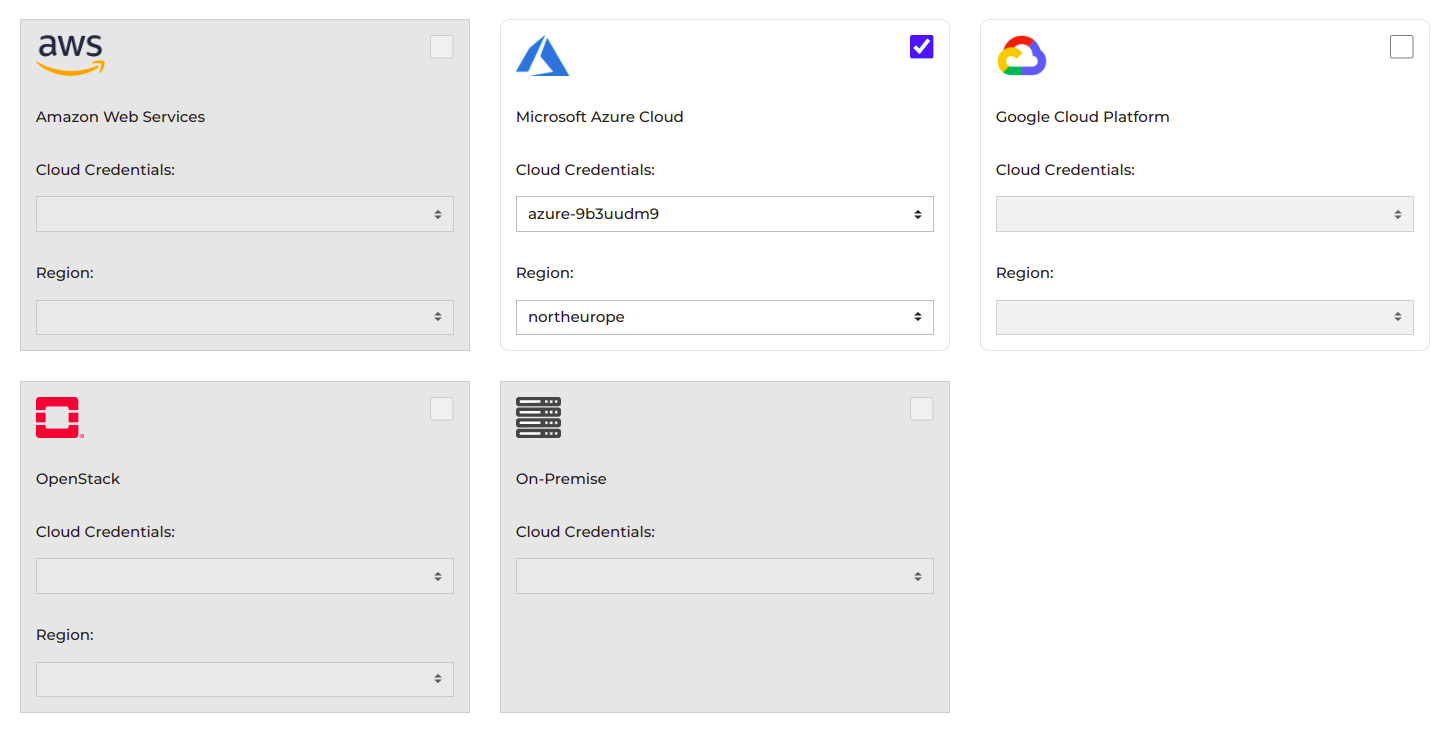 aws
Amazon Web Services
Cloud Credentials:
Region:
Microsoft Azure Cloud
Cloud Credentials:
azure-9b3uudm9
Region:
northeurope
Google Cloud Platform
Cloud Credentials:
Region:
OpenStack
Cloud Credentials:
Region:
On-Premise
Cloud Credentials: